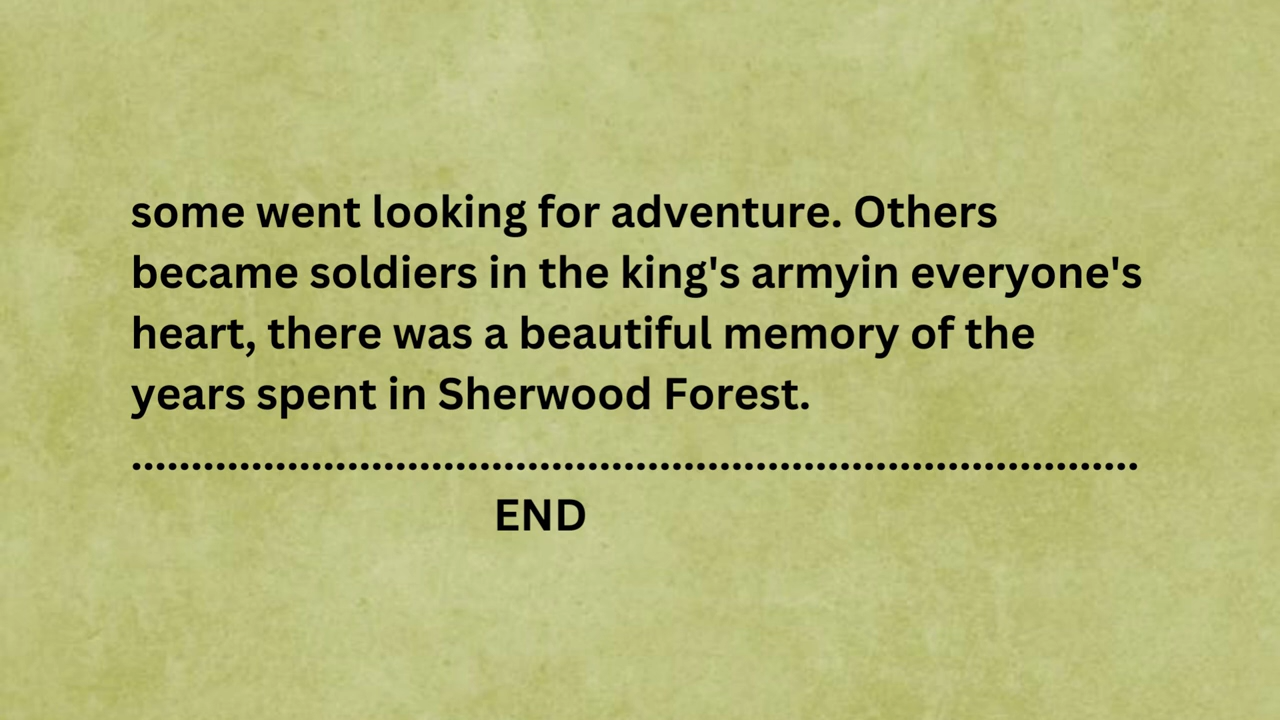 some went looking for adventure. Others
became soldiers in the king's armyin everyone's
heart, there was a beautiful memory of the
years spent in Sherwood Forest.
....................................................................................
END